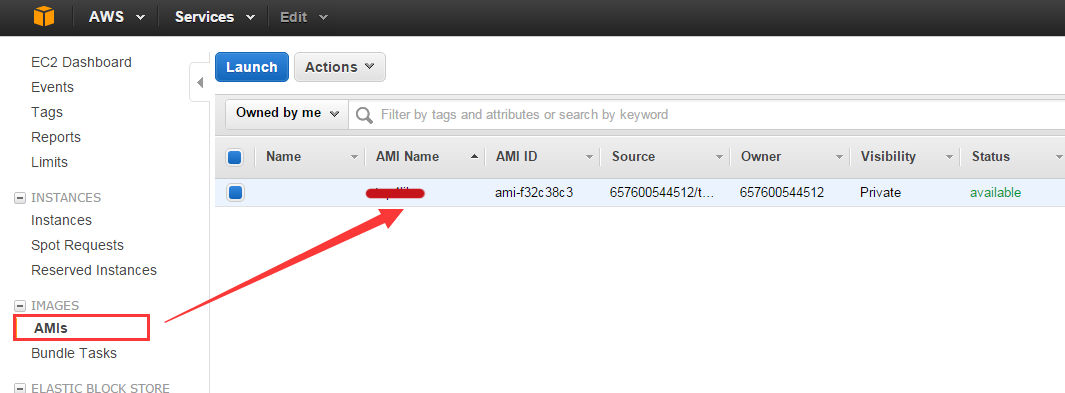 AWS Services Edit
EC2 Dashboard
Events
Tags
Reports
Limits
INSTANCES
Instances
Spot Requests
Reserved Instances
IMAGES
AMIs
Bundle Tasks
ELASTIC BLOCK STORE
Launch Actions
Owned by me Filter by tags and attributes or search by keyword
Name AMI Name AMI ID Source Owner Visibility Status
ami-f32c38c3 657600544512/t... 657600544512 Private available